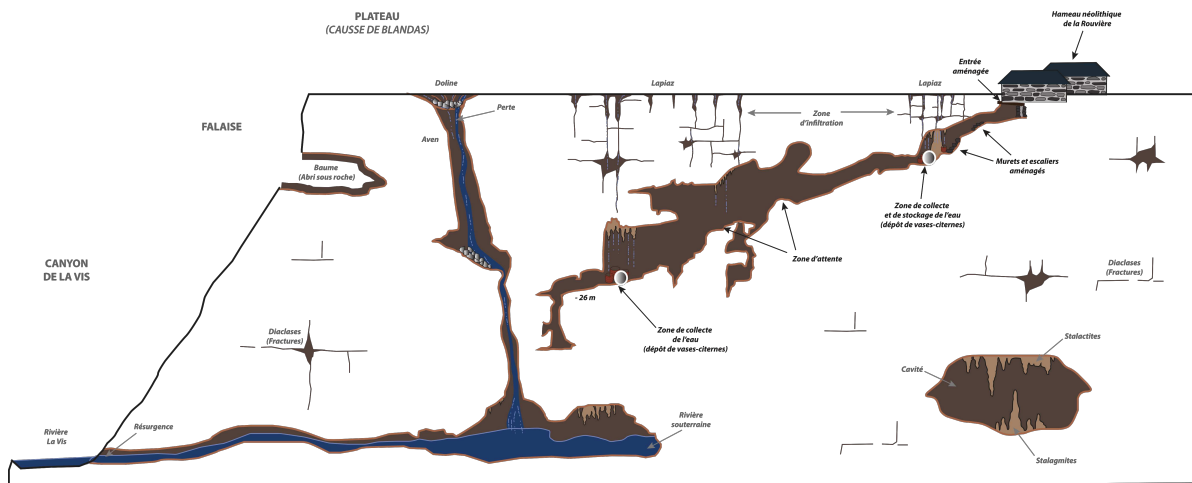 PLATEAU
(CAUSSE DE BLANDAS)
Hameau néolithique
de la Rouvière
Entrée
aménagée
Doline
Lapiaz
Lapiaz
Perte
Zone
d'infiltration
FALAISE
Aven
Baume
(Abri sous roche)
Murets et escaliers
aménagés
Zone de collecte
et de stockage de l'eau
(dépôt de vases-citernes)
CANYON
DE LA VIS
Zone d'attente
Diaclases
(Fractures)
- 26 m
Diaclases
(Fractures)
Zone de collecte
de l'eau
(dépôt de vases-citernes)
Stalactites
Cavité
Rivière
La Vis
Résurgence
Rivière
souterraine
Stalagmites